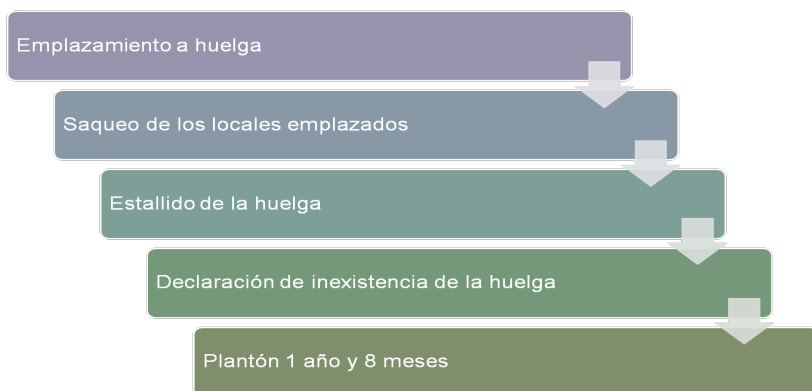 Emplazamiento a huelga
Saqueo de los locales emplazados
Estallido de la huelga
Declaración de inexistencia de la huelga
Plantón 1 año y 8 meses